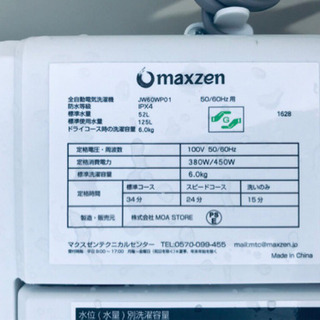 maxzen
全自動電気洗濯機 JW60WP01 50/60Hz用
防水等級 IPX4
標準水量 52L 1628
標準使用水量 125L
ドライコース時の洗濯容量 6.0kg
G
定格電圧・周波数 100V 50/60Hz
定格消費電力 380W/450W
標準洗濯容量 6.0kg
定格時間 標準コース スピードコース 洗いのみ
34分 24分 15分
製造・販売元 株式会社 MOA STORE PSE
マクスゼンテクニカルセンター TEL:0570-099-455 mail:mto@maxzen.jp
Made In China
水位(水量)別洗濯容量